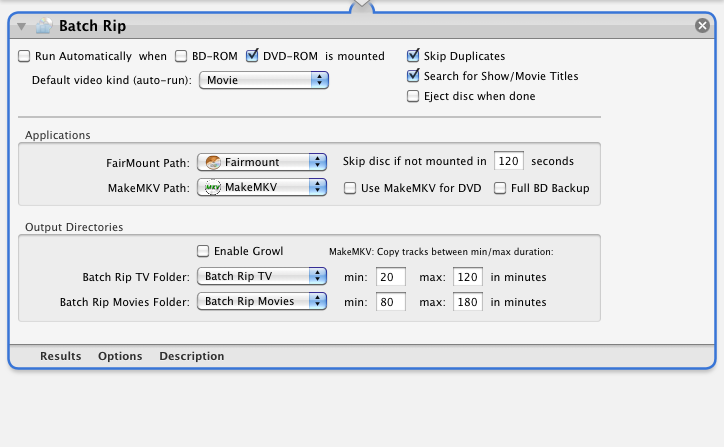 Batch Rip
Run Automatically when BD-ROM DVD-ROM is mounted Skip Duplicates
Default video kind (auto-run): Movie Search for Show/Movie Titles
Eject disc when done
Applications
FairMount Path: Fairmount Skip disc if not mounted in 120 seconds
MakeMKV Path: MKV MakeMKV Use MakeMKV for DVD Full BD Backup
Output Directories
Enable Growl MakeMKV: Copy tracks between min/max duration:
Batch Rip TV Folder: Batch Rip TV min: 20 max: 120 in minutes
Batch Rip Movies Folder: Batch Rip Movies min: 80 max: 180 in minutes
Results Options Description